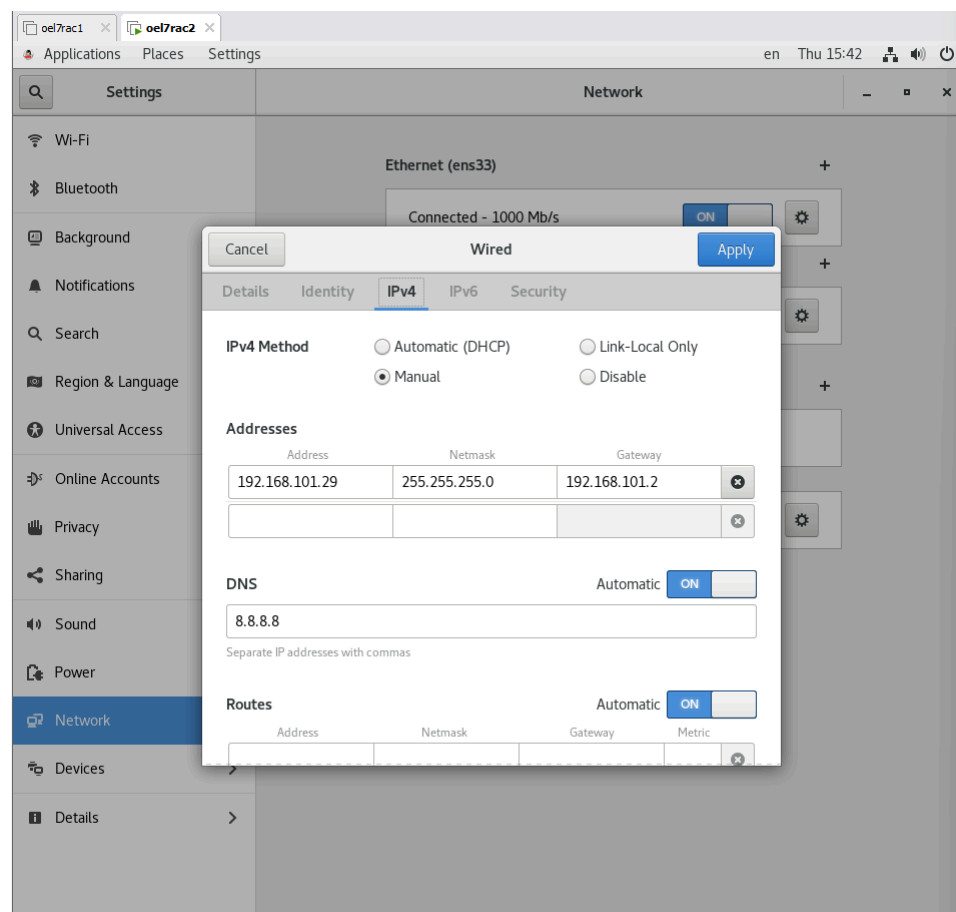 oel7rac1 oel7rac2
Applications Places Settings en Thu 15:42
Settings Network
Wi-Fi
Bluetooth
Background
Notifications
Search
Region & Language
Universal Access
Online Accounts
Privacy
Sharing
Sound
Power
Network
Devices
Details
Ethernet (ens33)
Connected - 1000 Mb/s ON
Cancel Wired Apply
Details Identity IPv4 IPv6 Security
IPv4 Method Automatic (DHCP) Link-Local Only
Manual Disable
Addresses
Address Netmask Gateway
192.168.101.29 255.255.255.0 192.168.101.2
DNS Automatic ON
8.8.8.8
Separate IP addresses with commas
Routes Automatic ON
Address Netmask Gateway Metric